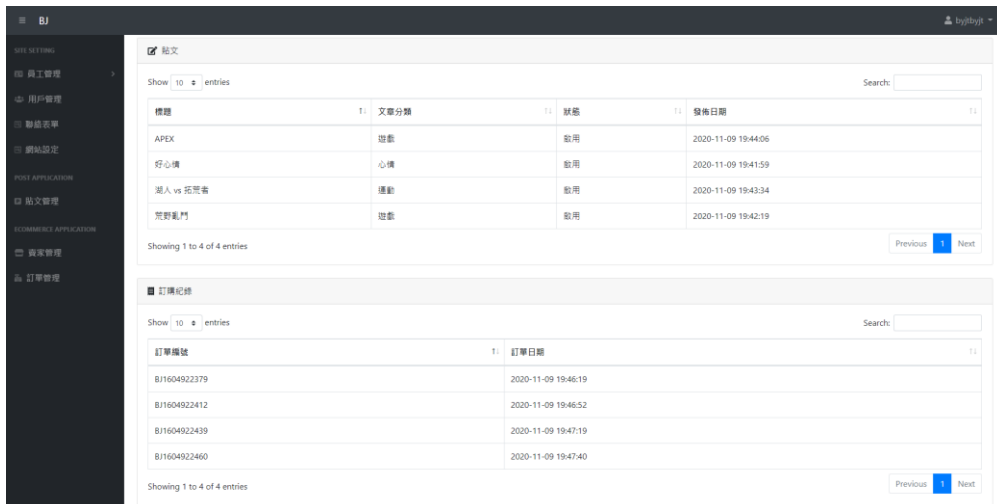 BJ
byjtbyjt
SITE SETTING
員工管理
用戶管理
聯絡表單
網站設定
POST APPLICATION
貼文管理
ECOMMERCE APPLICATION
賣家管理
訂單管理
貼文
Show 10 entries
Search:
標題 文章分類 狀態 發佈日期
APEX 遊戲 啟用 2020-11-09 19:44:06
好心情 心情 啟用 2020-11-09 19:41:59
湖人 vs 拓荒者 運動 啟用 2020-11-09 19:43:34
荒野亂鬥 遊戲 啟用 2020-11-09 19:42:19
Showing 1 to 4 of 4 entries
Previous 1 Next
訂購紀錄
Show 10 entries
Search:
訂單編號 訂單日期
BJ1604922379 2020-11-09 19:46:19
BJ1604922412 2020-11-09 19:46:52
BJ1604922439 2020-11-09 19:47:19
BJ1604922460 2020-11-09 19:47:40
Showing 1 to 4 of 4 entries
Previous 1 Next